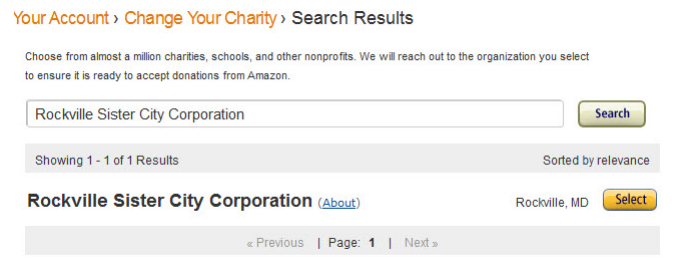 Your Account › Change Your Charity › Search Results
Choose from almost a million charities, schools, and other nonprofits. We will reach out to the organization you select
to ensure it is ready to accept donations from Amazon.
Rockville Sister City Corporation Search
Showing 1 - 1 of 1 Results Sorted by relevance
Rockville Sister City Corporation (About) Rockville, MD Select
« Previous | Page: 1 | Next »